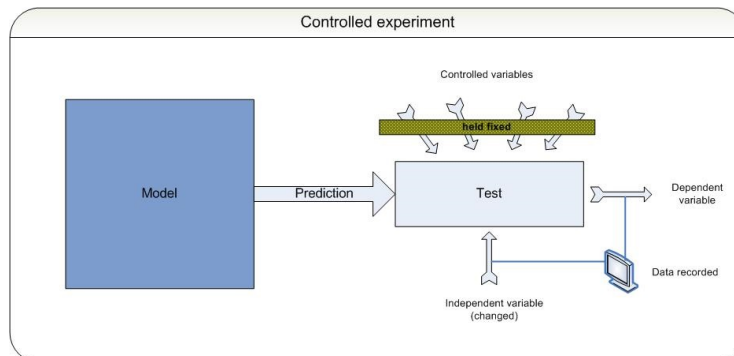 Controlled experiment
Controlled variables
held fixed
Model
Prediction
Test
Dependent
variable
Data recorded
Independent variable
(changed)